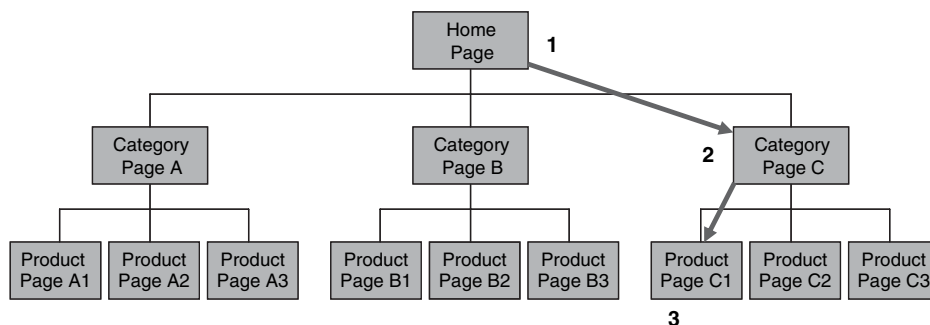 Home
Page
1
Category
Page A
Category
Page B
2
Category
Page C
Product
Page A1
Product
Page A2
Product
Page A3
Product
Page B1
Product
Page B2
Product
Page B3
Product
Page C1
Product
Page C2
Product
Page C3
3